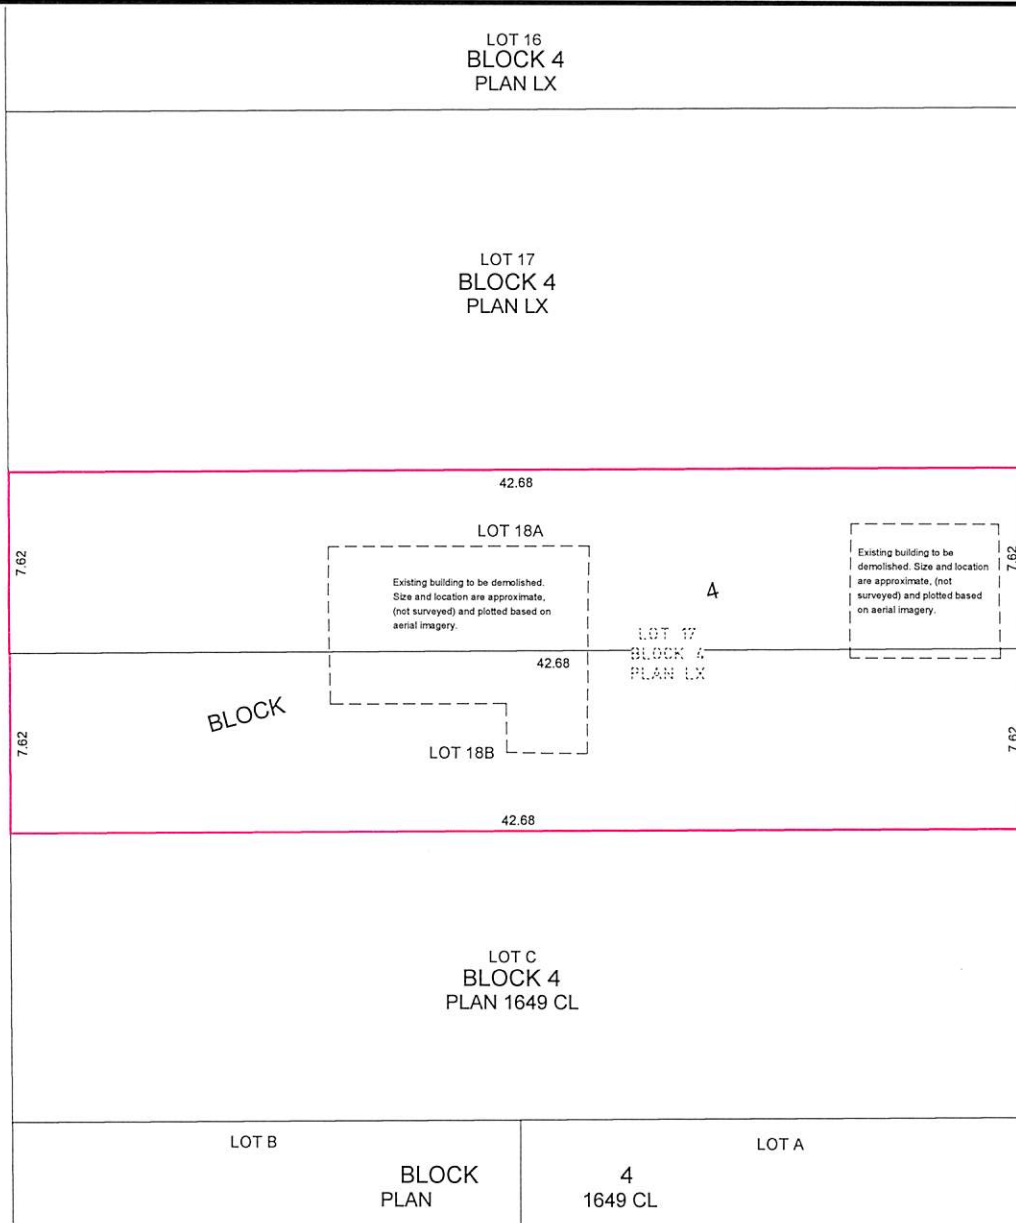 LOT 16
BLOCK 4
PLAN LX
LOT 17
BLOCK 4
PLAN LX
42.68
7.62
LOT 18A
7.62
Existing building to be demolished.
Size and location are approximate,
(not surveyed) and plotted based on
aerial imagery.
Existing building to be
demolished. Size and location
are approximate, (not
surveyed) and plotted based
on aerial imagery.
4
LOT 17
BLOCK 4
PLAN LX
42.68
BLOCK
7.62
LOT 18B
7.62
42.68
LOT C
BLOCK 4
PLAN 1649 CL
LOT B
LOT A
BLOCK 4
PLAN 1649 CL